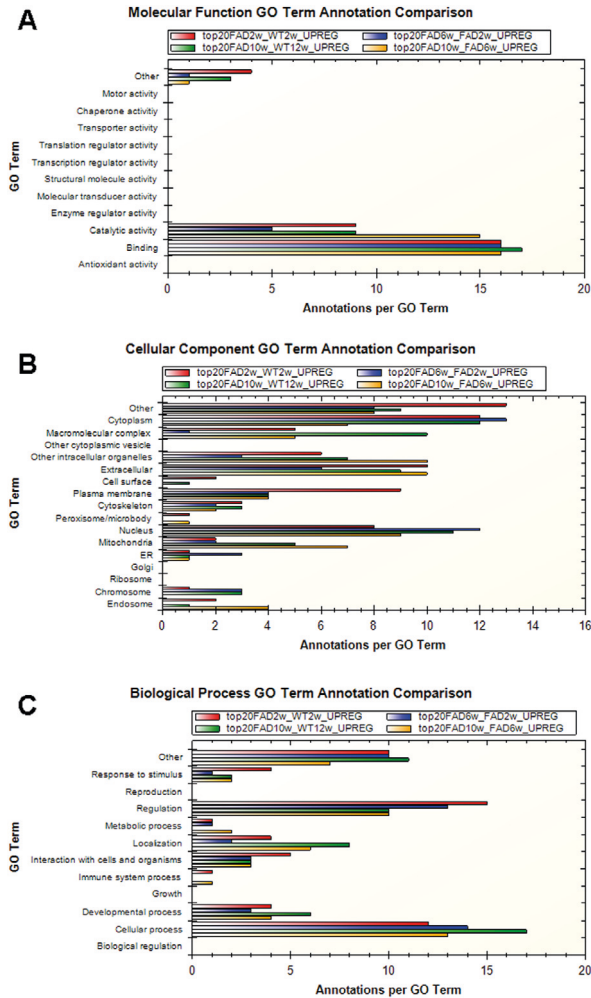 A
Molecular Function GO Term Annotation Comparison
top20FAD2w_WT2w_UPREG top20FAD6w_FAD2w_UPREG
top20FAD10w_WT12w_UPREG top20FAD10w_FAD6w_UPREG
GO Term
Other
Motor activity
Chaperone activitiy
Transporter activity
Translation regulator activity
Transcription regulator activity
Structural molecule activity
Molecular transducer activity
Enzyme regulator activity
Catalytic activity
Binding
Antioxidant activity
0 5 10 15 20
Annotations per GO Term
B
Cellular Component GO Term Annotation Comparison
top20FAD2w_WT2w_UPREG top20FAD6w_FAD2w_UPREG
top20FAD10w_WT12w_UPREG top20FAD10w_FAD6w_UPREG
GO Term
Other
Cytoplasm
Macromolecular complex
Other cytoplasmic vesicle
Other intracellular organelles
Extracellular
Cell surface
Plasma membrane
Cytoskeleton
Peroxisome/microbody
Nucleus
Mitochondria
ER
Golgi
Ribosome
Chromosome
Endosome
0 2 4 6 8 10 12 14 16
Annotations per GO Term
C
Biological Process GO Term Annotation Comparison
top20FAD2w_WT2w_UPREG top20FAD6w_FAD2w_UPREG
top20FAD10w_WT12w_UPREG top20FAD10w_FAD6w_UPREG
GO Term
Other
Response to stimulus
Reproduction
Regulation
Metabolic process
Localization
Interaction with cells and organisms
Immune system process
Growth
Developmental process
Cellular process
Biological regulation
0 5 10 15 20
Annotations per GO Term